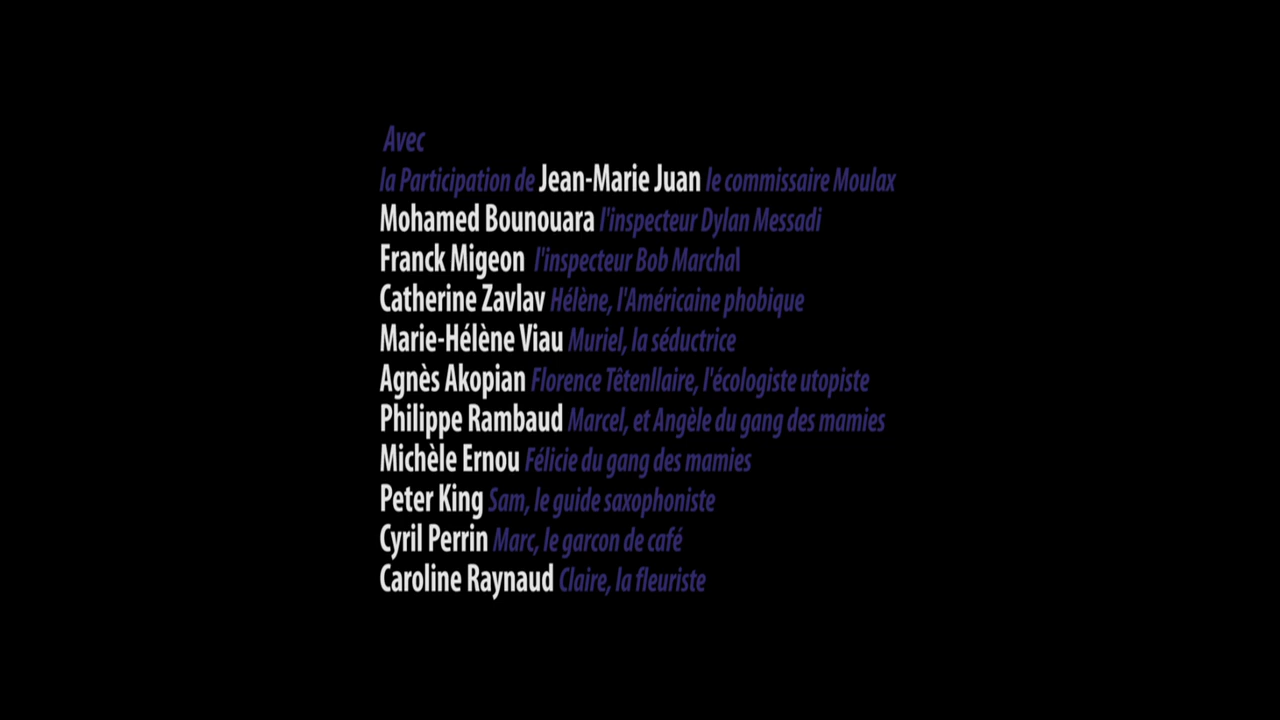 Avec
la Participation de Jean-Marie Juan le commissaire Moulax
Mohamed Bounouara l'inspecteur Dylan Messadi
Franck Migeon l'inspecteur Bob Marchal
Catherine Zavlav Hélène, l'Américaine phobique
Marie-Hélène Viau Muriel, la séductrice
Agnès Akopian Florence Têtenllaire, l'écologiste utopiste
Philippe Rambaud Marcel, et Angèle du gang des mamies
Michèle Ernou Félicie du gang des mamies
Peter King Sam, le guide saxophoniste
Cyril Perrin Marc, le garcon de café
Caroline Raynaud Claire, la fleuriste